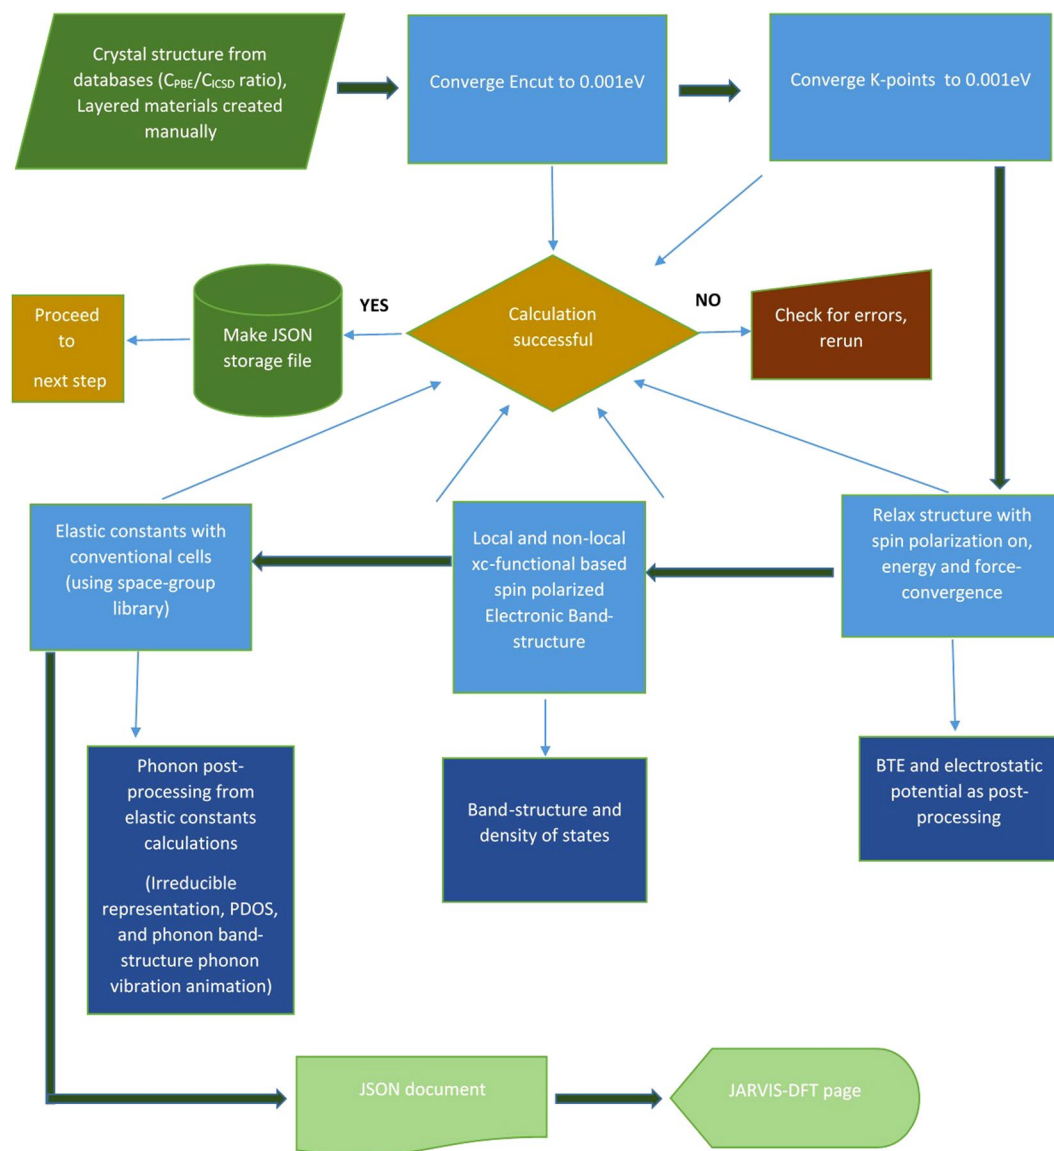 Crystal structure from
databases (CPBE/CICSD ratio),
Layered materials created
manually
Converge Encut to 0.001eV
Converge K-points to 0.001eV
Proceed
to
next step
Make JSON
storage file
YES
Calculation
successful
NO
Check for errors,
rerun
Elastic constants with
conventional cells
(using space-group
library)
Local and non-local
xc-functional based
spin polarized
Electronic Band-
structure
Relax structure with
spin polarization on,
energy and force-
convergence
Phonon post-
processing from
elastic constants
calculations
(Irreducible
representation, PDOS,
and phonon band-
structure phonon
vibration animation)
Band-structure and
density of states
BTE and electrostatic
potential as post-
processing
JSON document
JARVIS-DFT page